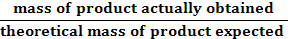 mass of product actually obtained
theoretical mass of product expected